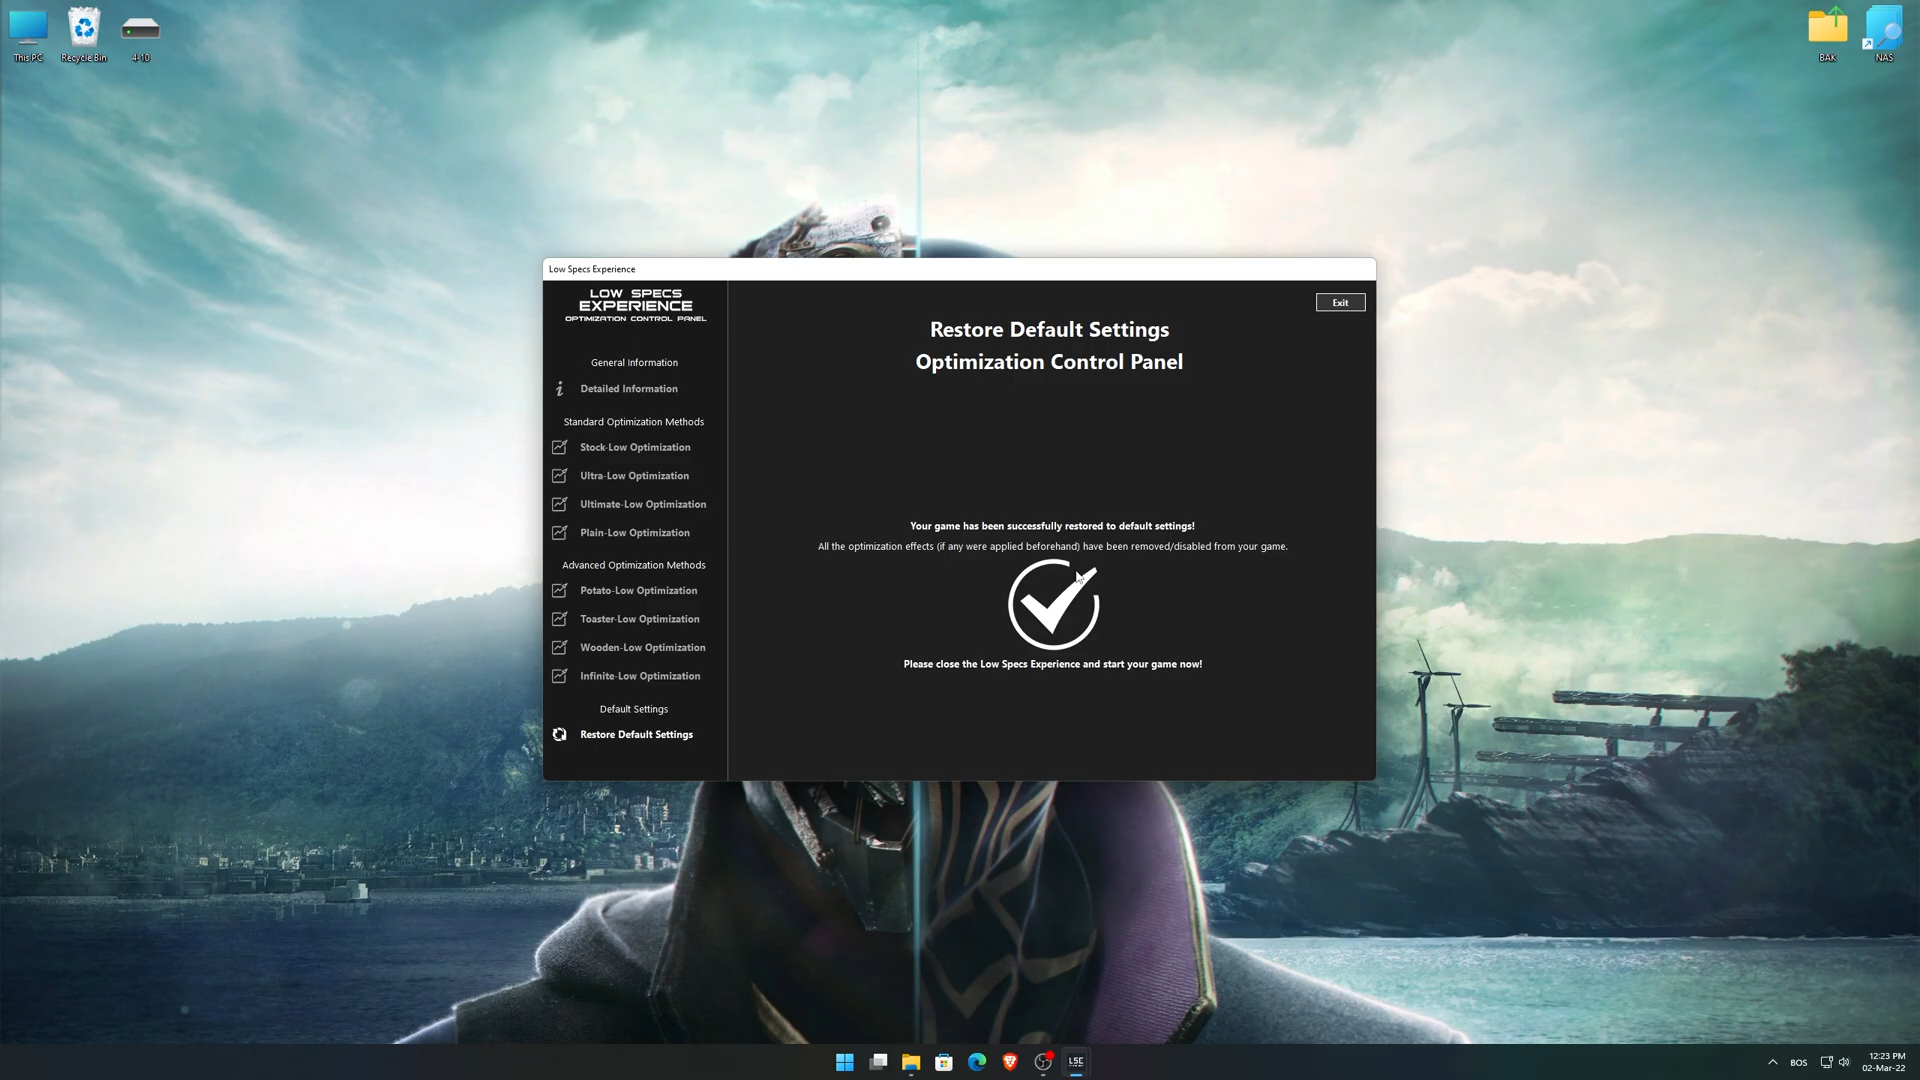 This PC
Recycle Bin
4-10
BAK
NAS
Low Specs Experience
LOW SPECS
EXPERIENCE
OPTIMIZATION CONTROL PANEL
General Information
Detailed Information
Standard Optimization Methods
Stock-Low Optimization
Ultra-Low Optimization
Ultimate-Low Optimization
Plain-Low Optimization
Advanced Optimization Methods
Potato-Low Optimization
Toaster-Low Optimization
Wooden-Low Optimization
Infinite-Low Optimization
Default Settings
Restore Default Settings
Exit
Restore Default Settings
Optimization Control Panel
Your game has been successfully restored to default settings!
All the optimization effects (if any were applied beforehand) have been removed/disabled from your game.
Please close the Low Specs Experience and start your game now!
LSE
BOS
12:23 PM
02-Mar-22